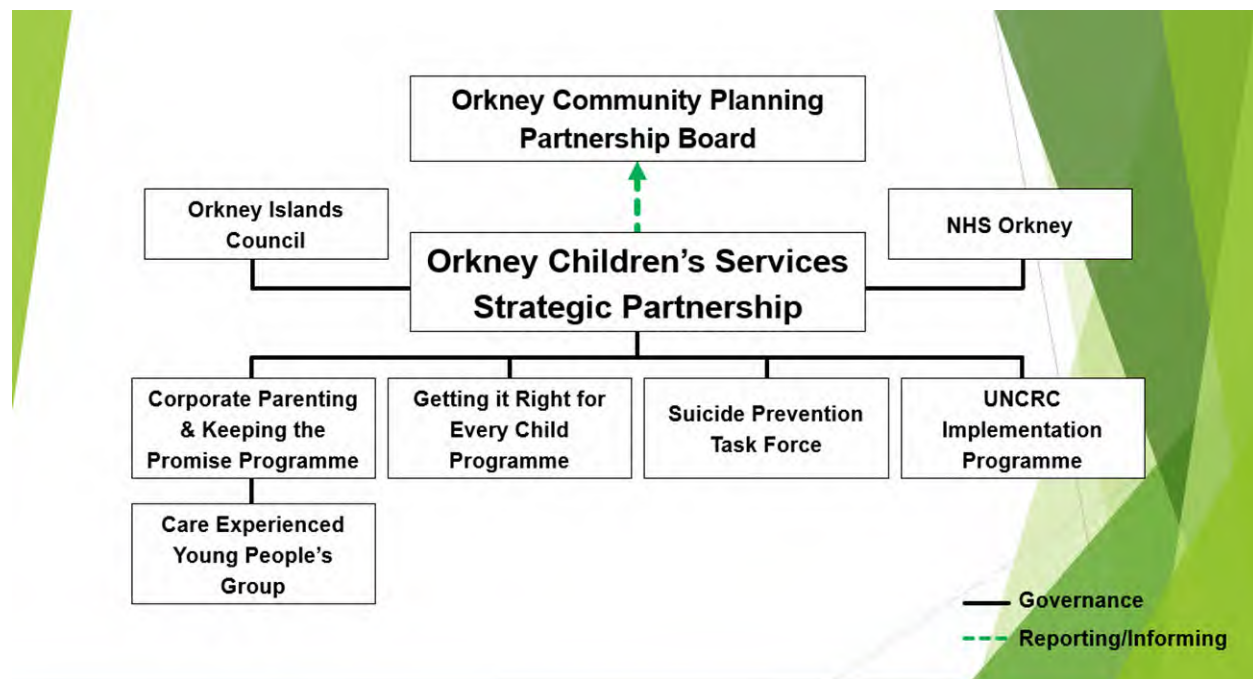 Orkney Community Planning
Partnership Board
Orkney Islands
Council
NHS Orkney
Orkney Children’s Services
Strategic Partnership
Corporate Parenting
& Keeping the
Promise Programme
Getting it Right for
Every Child
Programme
Suicide Prevention
Task Force
UNCRC
Implementation
Programme
Care Experienced
Young People’s
Group
Governance
Reporting/Informing